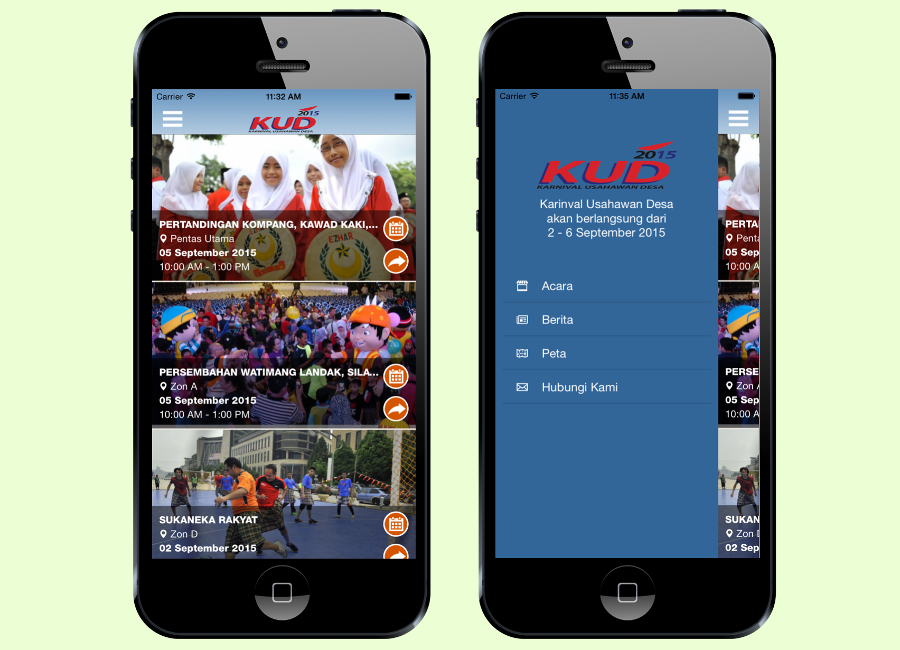 Carrier 11:32 AM
2015
KUD
KARNIVAL USAHAWAN DESA
EZHAR
PERTANDINGAN KOMPANG, KAWAD KAKI,...
Pentas Utama
05 September 2015
10:00 AM - 1:00 PM
PERSEMBAHAN WATIMANG LANDAK, SILA...
Zon A
05 September 2015
10:00 AM - 1:00 PM
SUKANEKA RAKYAT
Zon D
02 September 2015
Carrier 11:35 AM
2015
KUD
KARNIVAL USAHAWAN DESA
Karinval Usahawan Desa
akan berlangsung dari
2 - 6 September 2015
Acara
Berita
Peta
Hubungi Kami
PERTA
Penta
05 Se
10:00 A
PERSE
Zon A
05 Se
10:00 A
SUKAN
Zon D
02 Sep